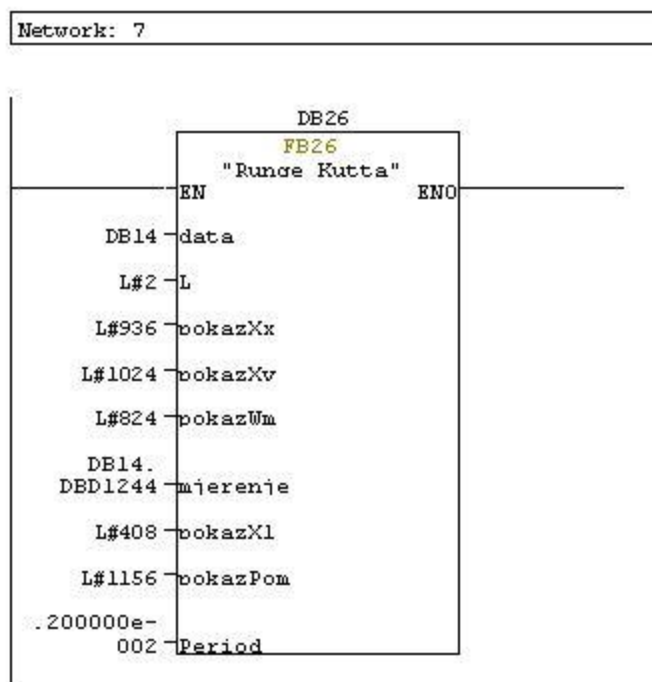 Network: 7
DB26
FB26
"Runge Kutta"
EN ENO
DB14 data
L#2 L
L#936 pokazXx
L#1024 pokazXv
L#824 pokazWm
DB14.
DBD1244 mjerenje
L#408 pokazX1
L#1156 pokazPom
.200000e-
002 Period